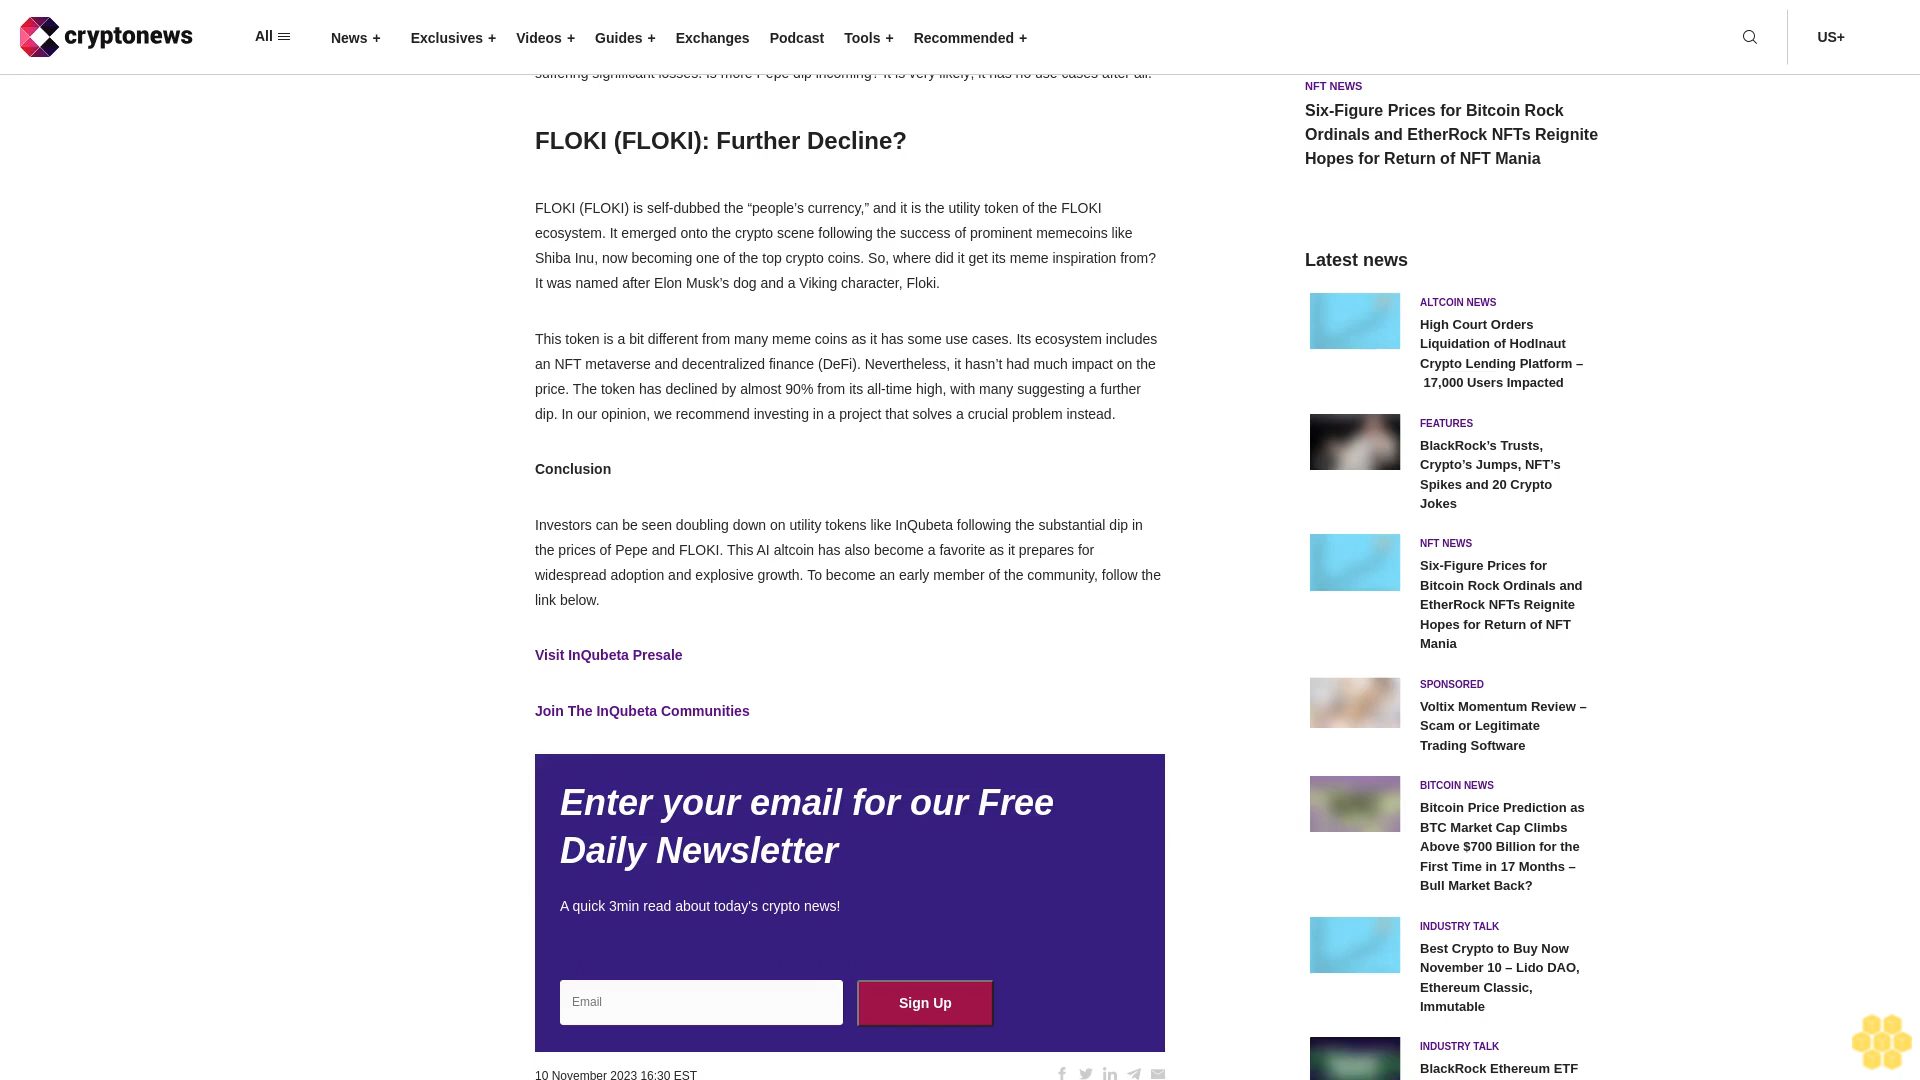 cryptonews
All
News +
Exclusives +
Videos +
Guides +
Exchanges
Podcast
Tools +
Recommended +
US+
suffering significant losses. Is more Pepe dip incoming? It is very likely; it has no use cases after all.
FLOKI (FLOKI): Further Decline?
FLOKI (FLOKI) is self-dubbed the “people’s currency,” and it is the utility token of the FLOKI
ecosystem. It emerged onto the crypto scene following the success of prominent memecoins like
Shiba Inu, now becoming one of the top crypto coins. So, where did it get its meme inspiration from?
It was named after Elon Musk’s dog and a Viking character, Floki.
This token is a bit different from many meme coins as it has some use cases. Its ecosystem includes
an NFT metaverse and decentralized finance (DeFi). Nevertheless, it hasn’t had much impact on the
price. The token has declined by almost 90% from its all-time high, with many suggesting a further
dip. In our opinion, we recommend investing in a project that solves a crucial problem instead.
Conclusion
Investors can be seen doubling down on utility tokens like InQubeta following the substantial dip in
the prices of Pepe and FLOKI. This AI altcoin has also become a favorite as it prepares for
widespread adoption and explosive growth. To become an early member of the community, follow the
link below.
Visit InQubeta Presale
Join The InQubeta Communities
Enter your email for our Free
Daily Newsletter
A quick 3min read about today's crypto news!
Email
Sign Up
10 November 2023 16:30 EST
NFT NEWS
Six-Figure Prices for Bitcoin Rock
Ordinals and EtherRock NFTs Reignite
Hopes for Return of NFT Mania
Latest news
ALTCOIN NEWS
High Court Orders
Liquidation of Hodlnaut
Crypto Lending Platform –
17,000 Users Impacted
FEATURES
BlackRock’s Trusts,
Crypto’s Jumps, NFT’s
Spikes and 20 Crypto
Jokes
NFT NEWS
Six-Figure Prices for
Bitcoin Rock Ordinals and
EtherRock NFTs Reignite
Hopes for Return of NFT
Mania
SPONSORED
Voltix Momentum Review –
Scam or Legitimate
Trading Software
BITCOIN NEWS
Bitcoin Price Prediction as
BTC Market Cap Climbs
Above $700 Billion for the
First Time in 17 Months –
Bull Market Back?
INDUSTRY TALK
Best Crypto to Buy Now
November 10 – Lido DAO,
Ethereum Classic,
Immutable
INDUSTRY TALK
BlackRock Ethereum ETF